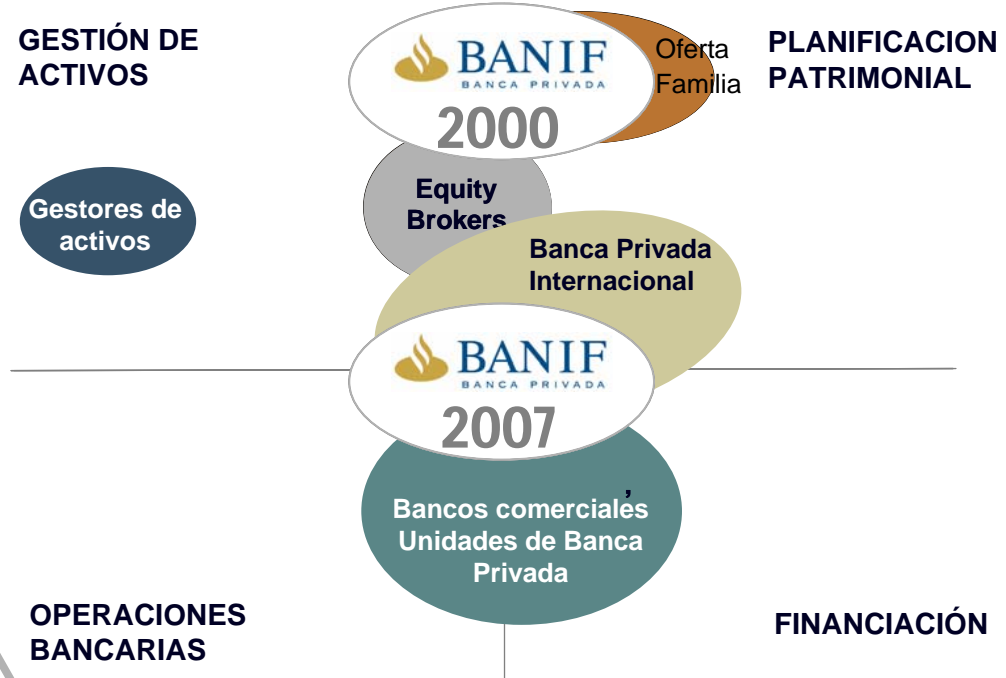 GESTIÓN DE
ACTIVOS
BANIF
BANCA PRIVADA
2000
Oferta
Familia
PLANIFICACION
PATRIMONIAL
Gestores de
activos
Equity
Brokers
Banca Privada
Internacional
BANIF
BANCA PRIVADA
2007
,
Bancos comerciales
Unidades de Banca
Privada
OPERACIONES
BANCARIAS
FINANCIACIÓN